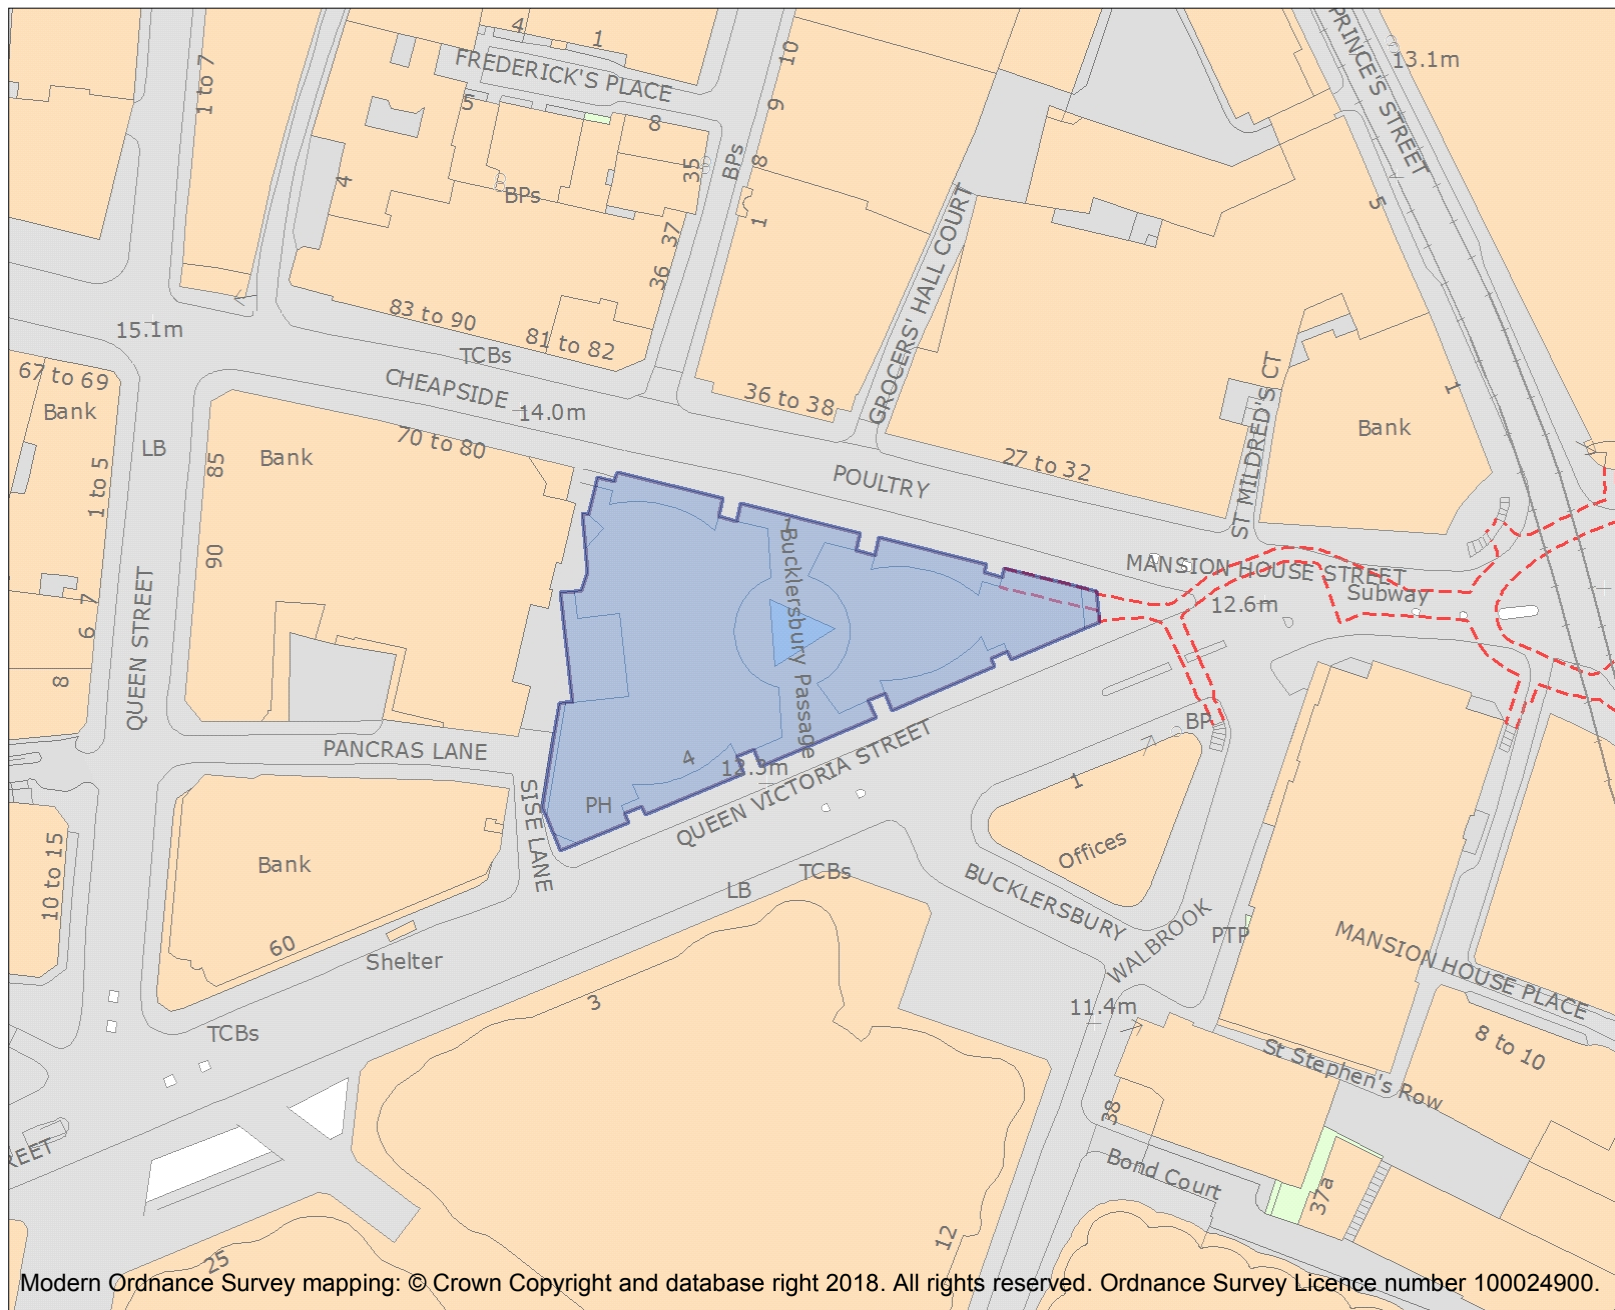 4
1
10
PRINCE'S STREET
13.1m
FREDERICK'S PLACE
1 to 7
5
9
8
BPs
8
35
4
BPs
1
5
37
36
GROCERS' HALL COURT
83 to 90
81 to 82
15.1m
TCBs
67 to 69
CHEAPSIDE
14.0m
36 to 38
ST MILDRED'S CT
1
Bank
Bank
LB
Bank
70 to 80
85
1 to 5
27 to 32
POULTRY
1
Bucklersbury Passage
90
MANSION HOUSE STREET
Subway
12.6m
7
6
QUEEN STREET
8
PANCRAS LANE
BP
4
12.3m
QUEEN VICTORIA STREET
PH
SISE LANE
1
Offices
10 to 15
Bank
TCBs
LB
BUCKLERSBURY
WALBROOK
PTP
60
Shelter
MANSION HOUSE PLACE
3
11.4m
TCBs
8 to 10
St Stephen's Row
38
REET
Bond Court
37a
12
25
Modern Ordnance Survey mapping: © Crown Copyright and database right 2018. All rights reserved. Ordnance Survey Licence number 100024900.